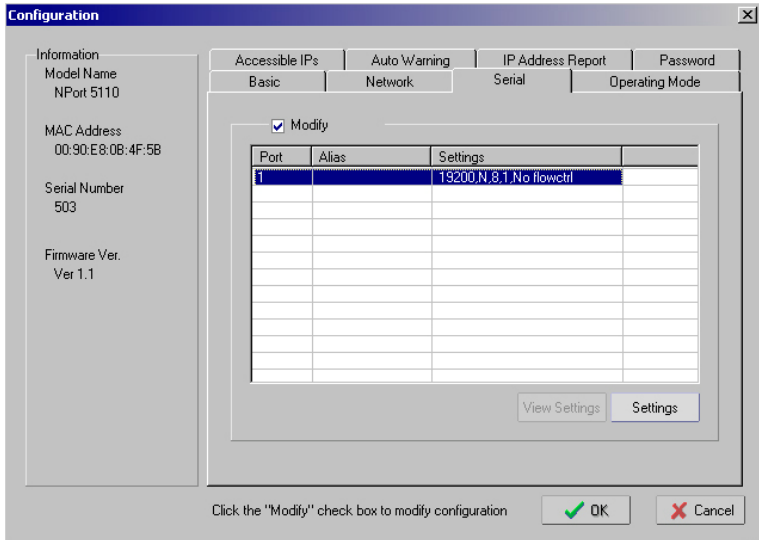 Configuration
Information
Model Name
NPort 5110
MAC Address
00:90:E8:0B:4F:5B
Serial Number
503
Firmware Ver.
Ver 1.1
Accessible IPs Auto Warning IP Address Report Password
Basic Network Serial Operating Mode
Modify
Port Alias Settings
1 19200,N,8,1,No flowctrl
View Settings Settings
Click the "Modify" check box to modify configuration OK Cancel